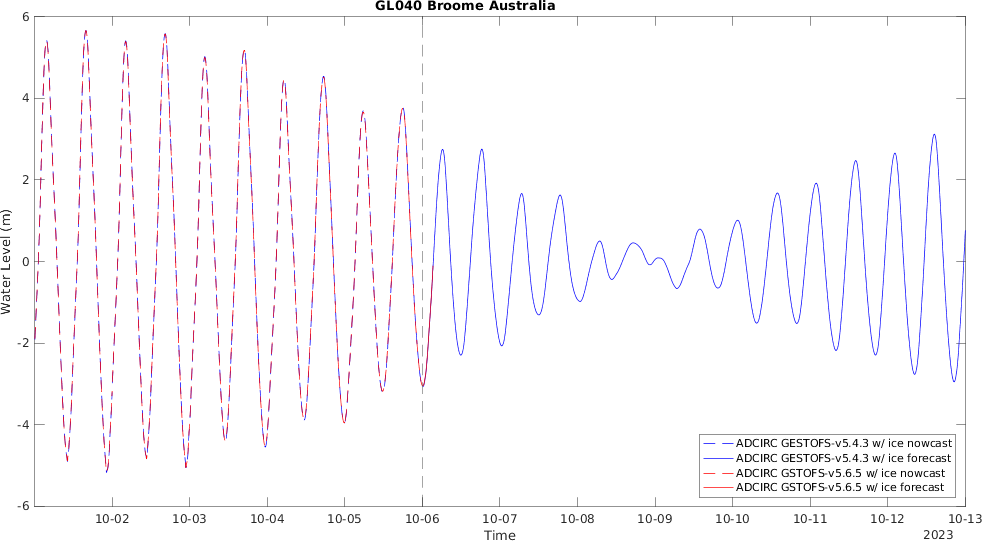 GL040 Broome Australia
6
4
2
0
-2
-4
-6
Water Level (m)
10-02 10-03 10-04 10-05 10-06 10-07 10-08 10-09 10-10 10-11 10-12 10-13
Time
2023
ADCIRC GESTOFS-v5.4.3 w/ ice nowcast
ADCIRC GESTOFS-v5.4.3 w/ ice forecast
ADCIRC GSTOFS-v5.6.5 w/ ice nowcast
ADCIRC GSTOFS-v5.6.5 w/ ice forecast